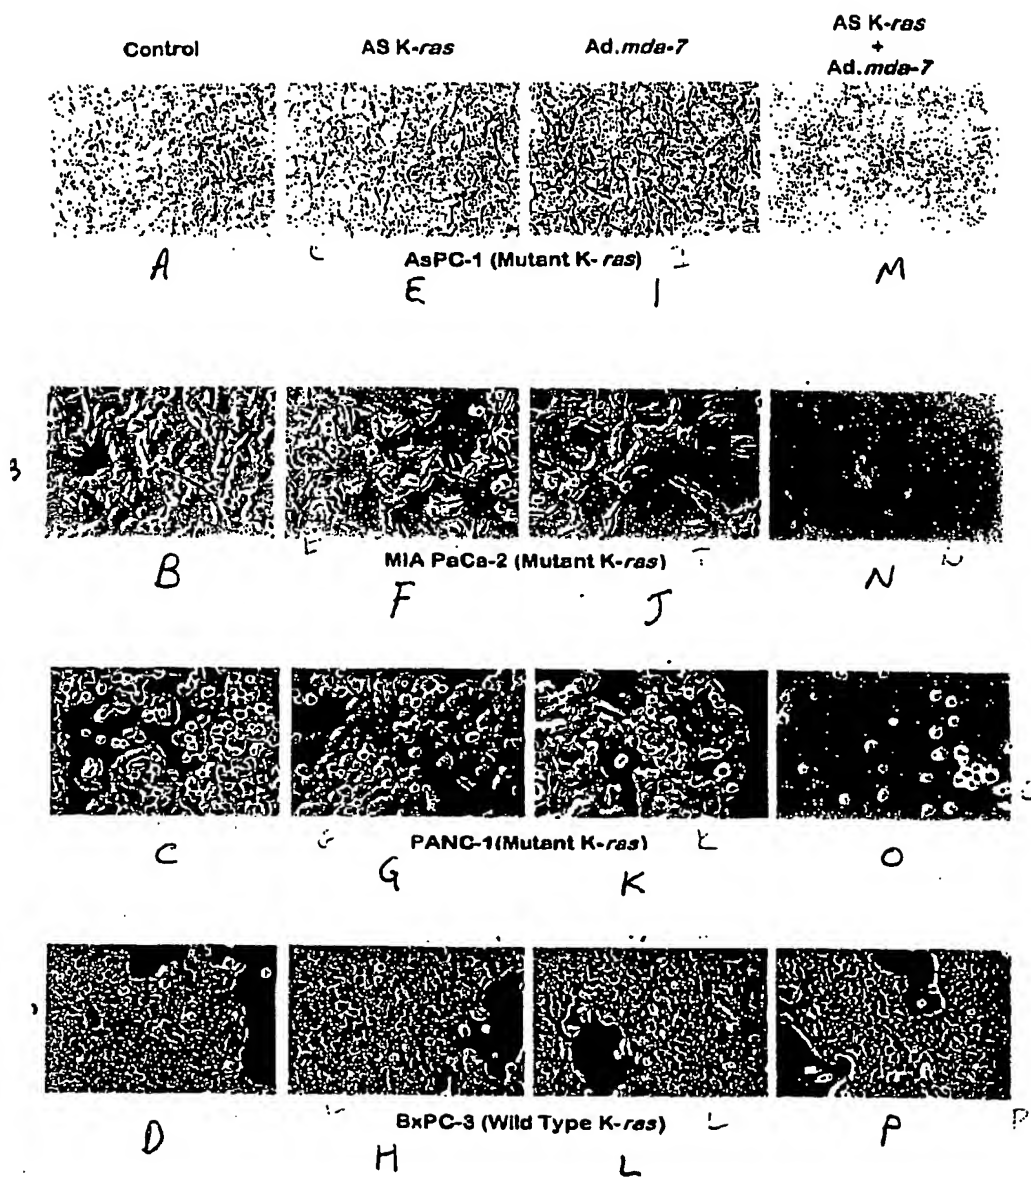 Control AS K-ras Ad.mda-7 AS K-ras
+
Ad.mda-7
AsPC-1 (Mutant K-ras)
A E I M
3
MIA PaCa-2 (Mutant K-ras)
B F J N
PANC-1(Mutant K-ras)
C G K O
BxPC-3 (Wild Type K-ras)
D H L P